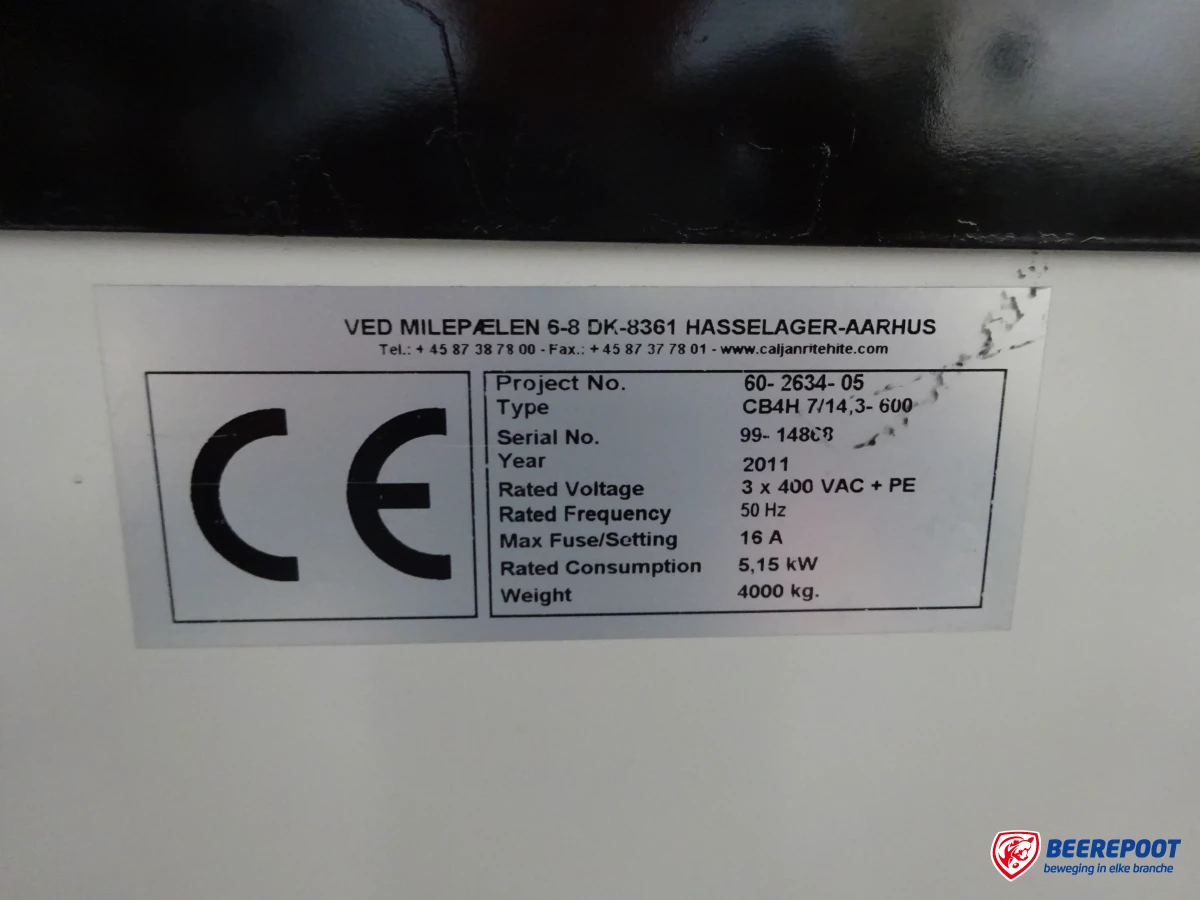 VED MILEPÆLEN 6-8 DK-8361 HASSELAGER-AARHUS
Tel.: + 45 87 38 78 00 - Fax.: + 45 87 37 78 01 - www.caljanritehite.com
CE
Project No. 60- 2634- 05
Type CB4H 7/14,3- 600
Serial No. 99- 14868
Year 2011
Rated Voltage 3 x 400 VAC + PE
Rated Frequency 50 Hz
Max Fuse/Setting 16 A
Rated Consumption 5,15 kW
Weight 4000 kg.
BEEREPOOT
beweging in elke branche